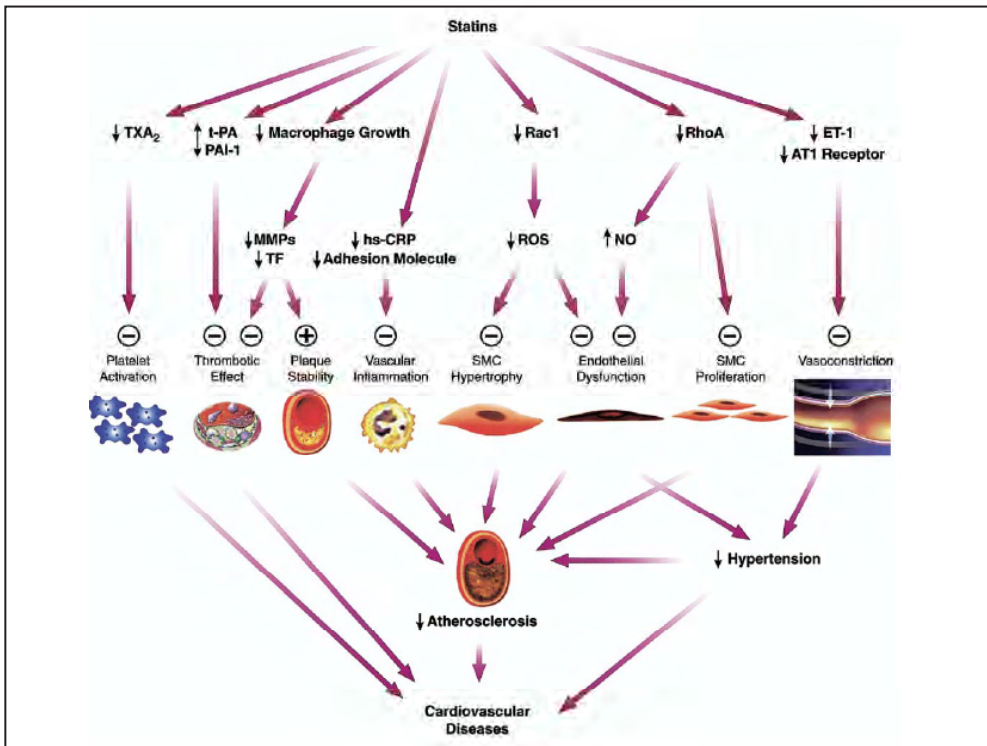 Statins
↓ TXA₂
↑ t-PA
↓ PAI-1
↓ Macrophage Growth
↓ Rac1
↓ RhoA
↓ ET-1
↓ AT1 Receptor
↓ MMPs
↓ TF
↓ hs-CRP
↓ Adhesion Molecule
↓ ROS
↑ NO
− − − + − − − − − −
Platelet
Activation
Thrombotic
Effect
Plaque
Stability
Vascular
Inflammation
SMC
Hypertrophy
Endothelial
Dysfunction
SMC
Proliferation
Vasoconstriction
↓ Hypertension
↓ Atherosclerosis
Cardiovascular
Diseases